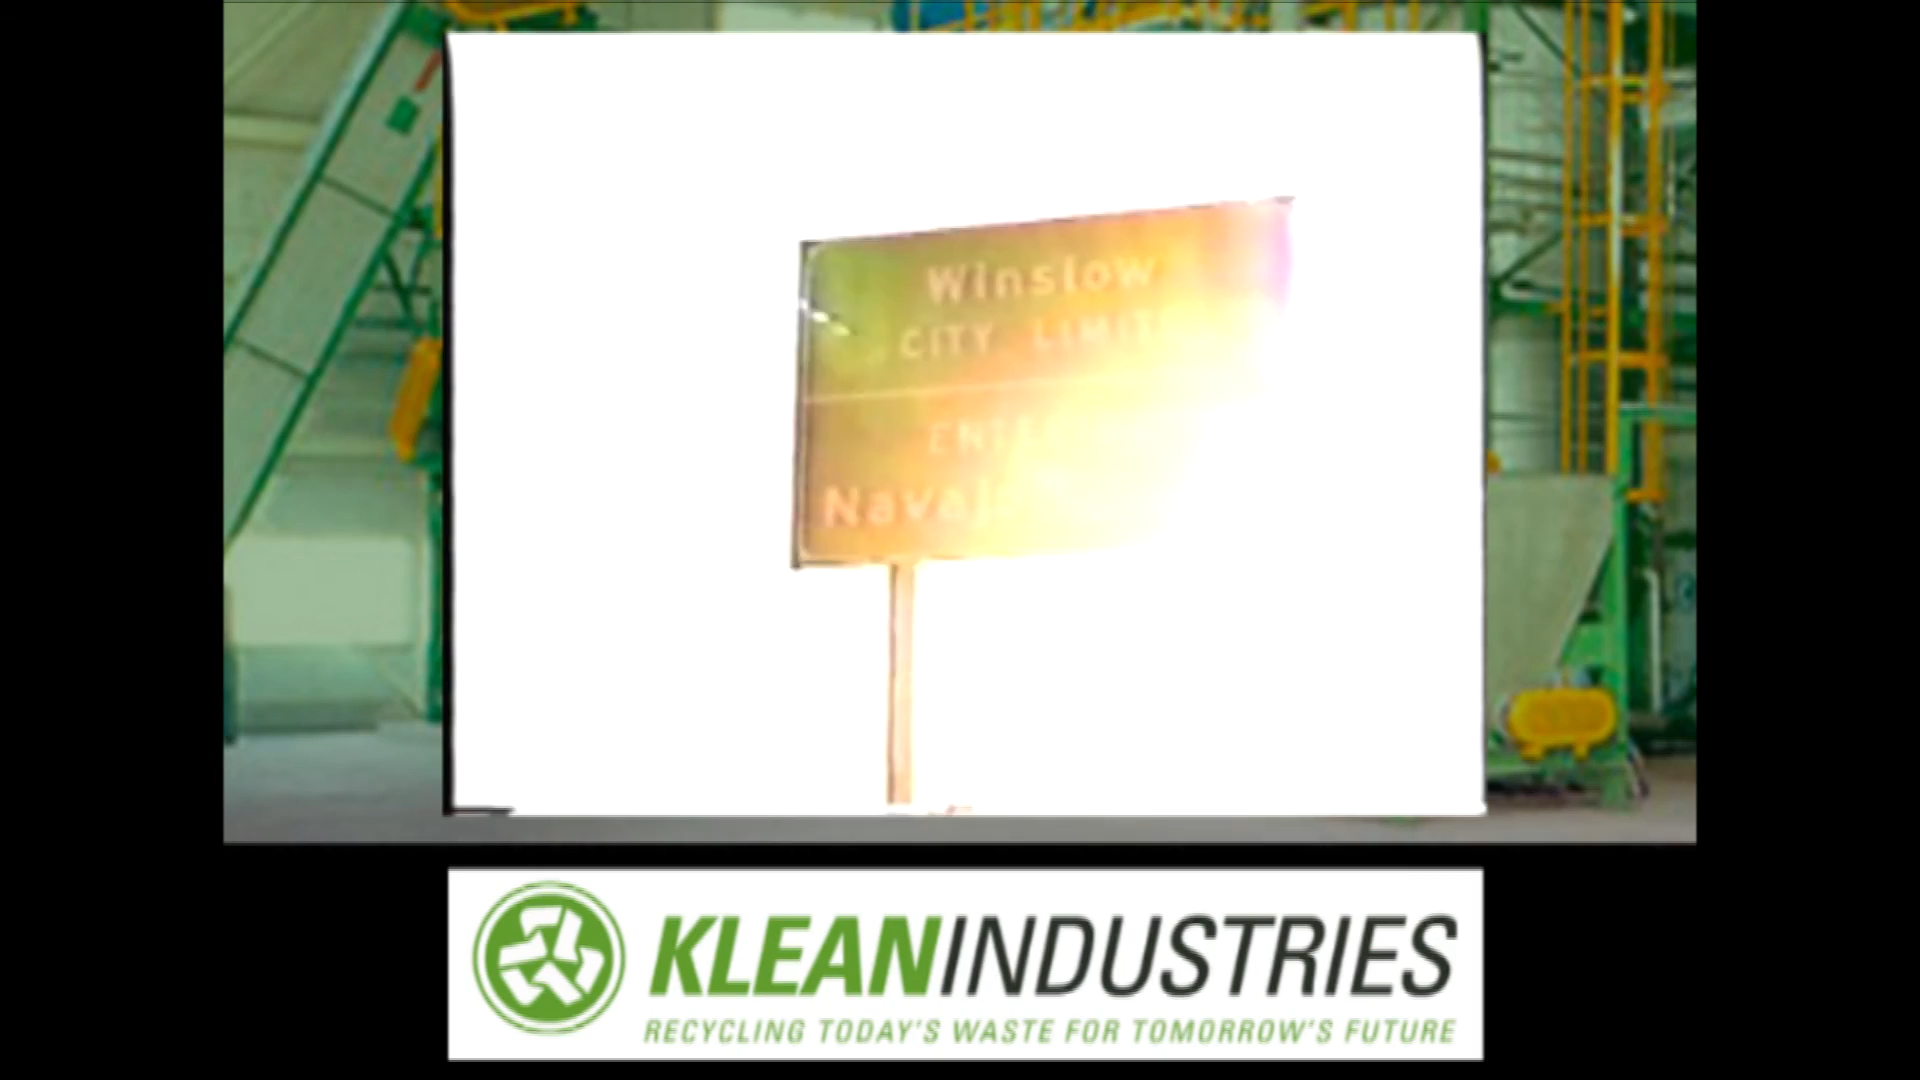 Winslow
CITY LIMIT
KLEANINDUSTRIES
RECYCLING TODAY'S WASTE FOR TOMORROW'S FUTURE